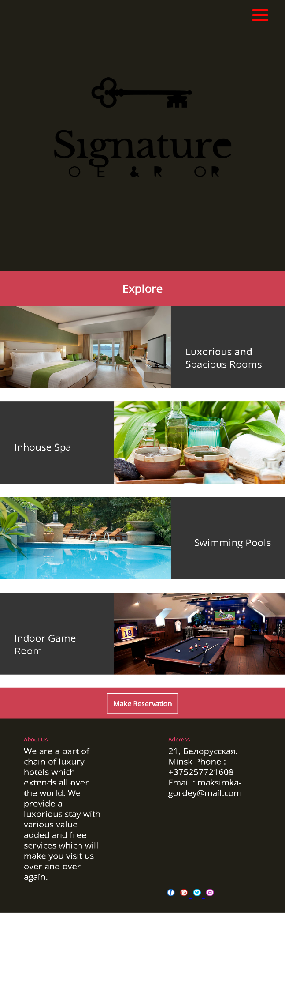 Signature
O E & R OR
Explore
Luxorious and
Spacious Rooms
Inhouse Spa
Swimming Pools
18
Indoor Game
Room
Make Reservation
About Us
We are a part of
chain of luxury
hotels which
extends all over
the world. We
provide a
luxorious stay with
various value
added and free
services which will
make you visit us
over and over
again.
Address
21, Белорусская.
Minsk Phone :
+375257721608
Email : maksimka-
gordey@mail.com